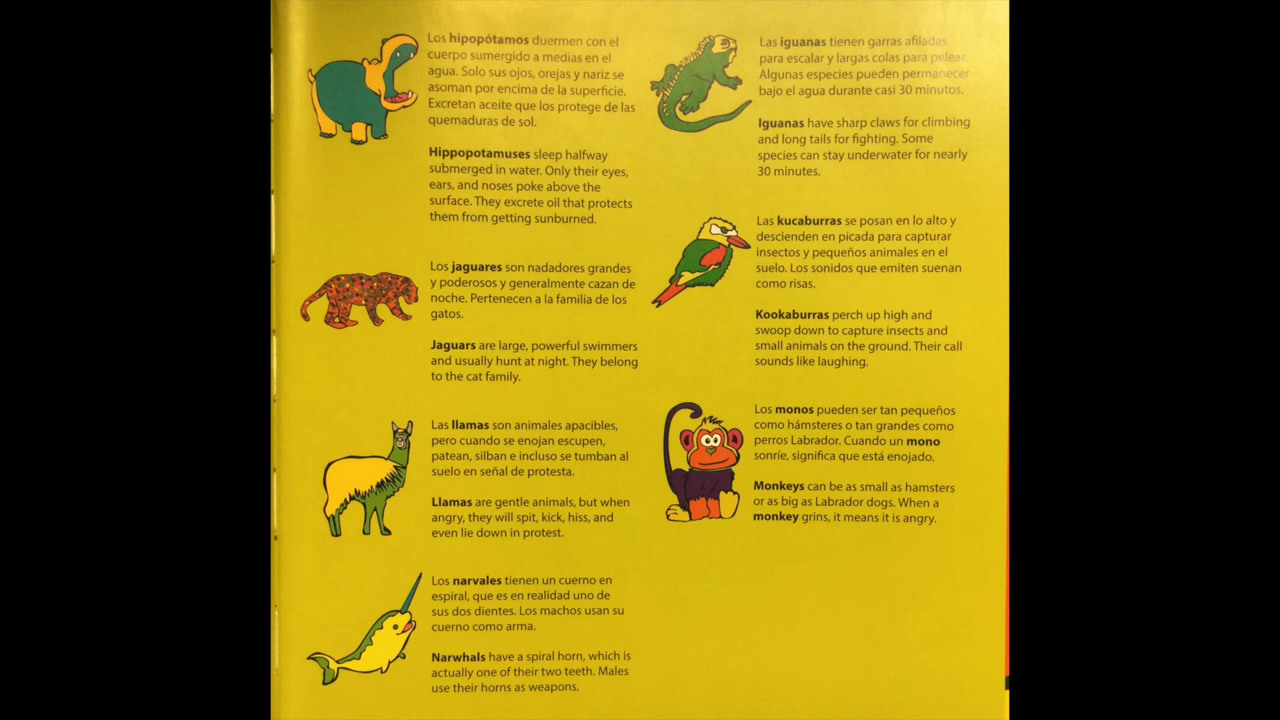 Los hipopótamos duermen con el
cuerpo sumergido a medias en el
agua. Solo sus ojos, orejas y nariz se
asoman por encima de la superficie.
Excretan aceite que los protege de las
quemaduras de sol.
Hippopotamuses sleep halfway
submerged in water. Only their eyes,
ears, and noses poke above the
surface. They excrete oil that protects
them from getting sunburned.
Los jaguares son nadadores grandes
y poderosos y generalmente cazan de
noche. Pertenecen a la familia de los
gatos.
Jaguars are large, powerful swimmers
and usually hunt at night. They belong
to the cat family.
Las llamas son animales apacibles,
pero cuando se enojan escupen,
patean, silban e incluso se tumban al
suelo en señal de protesta.
Llamas are gentle animals, but when
angry, they will spit, kick, hiss, and
even lie down in protest.
Los narvales tienen un cuerno en
espiral, que es en realidad uno de
sus dos dientes. Los machos usan su
cuerno como arma.
Narwhals have a spiral horn, which is
actually one of their two teeth. Males
use their horns as weapons.
Las iguanas tienen garras afiladas
para escalar y largas colas para pelear.
Algunas especies pueden permanecer
bajo el agua durante casi 30 minutos.
Iguanas have sharp claws for climbing
and long tails for fighting. Some
species can stay underwater for nearly
30 minutes.
Las kucaburras se posan en lo alto y
descienden en picada para capturar
insectos y pequeños animales en el
suelo. Los sonidos que emiten suenan
como risas.
Kookaburras perch up high and
swoop down to capture insects and
small animals on the ground. Their call
sounds like laughing.
Los monos pueden ser tan pequeños
como hámsteres o tan grandes como
perros Labrador. Cuando un mono
sonríe, significa que está enojado.
Monkeys can be as small as hamsters
or as big as Labrador dogs. When a
monkey grins, it means it is angry.